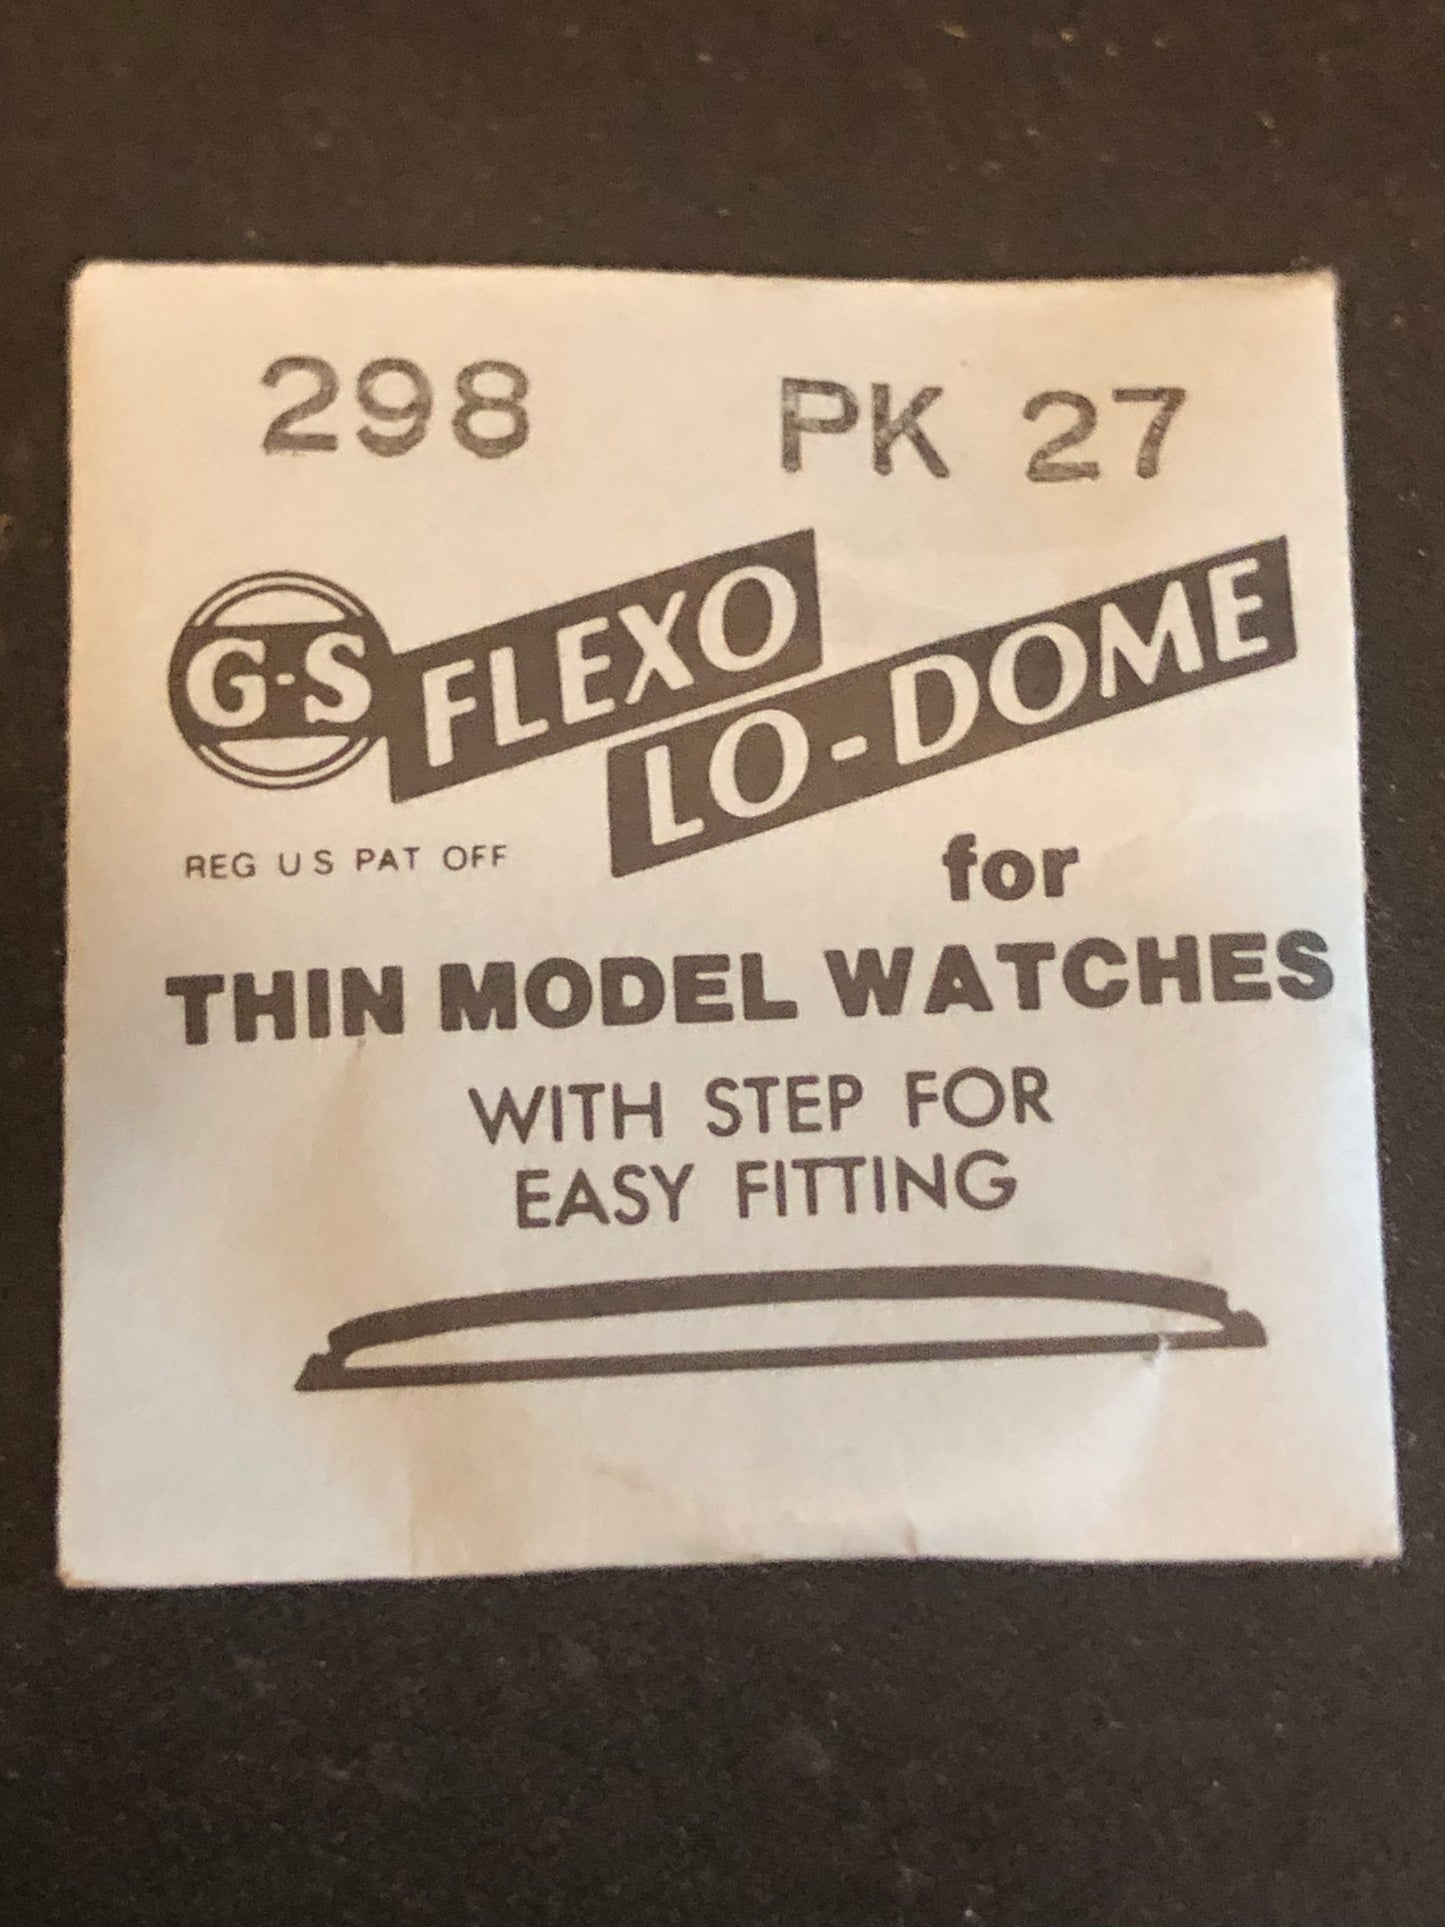 298 PK 27
G-S FLEXO
LO-DOME
REG U S PAT OFF
for
THIN MODEL WATCHES
WITH STEP FOR
EASY FITTING